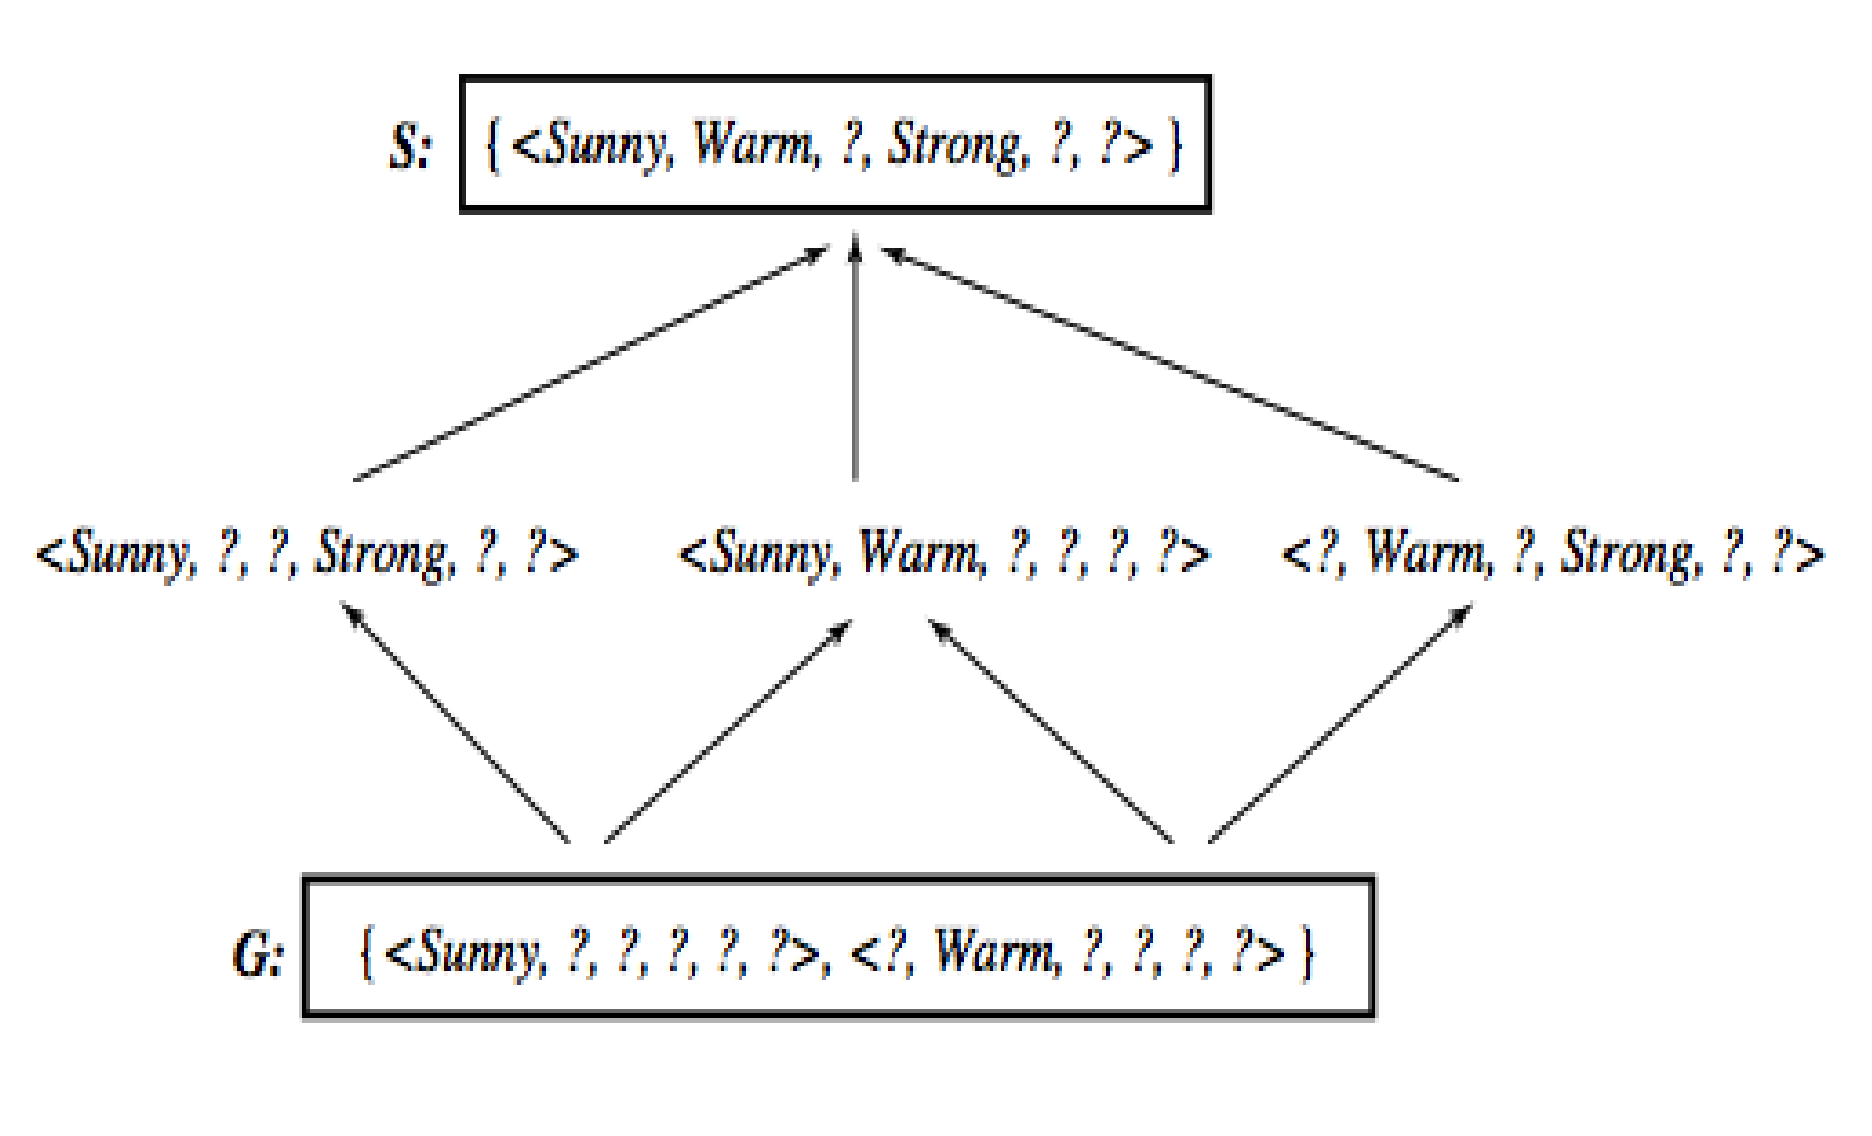 S: { <Sunny, Warm, ?, Strong, ?, ?> }
<Sunny, ?, ?, Strong, ?, ?> <Sunny, Warm, ?, ?, ?, ?> <?, Warm, ?, Strong, ?, ?>
G: { <Sunny, ?, ?, ?, ?, ?>, <?, Warm, ?, ?, ?, ?> }